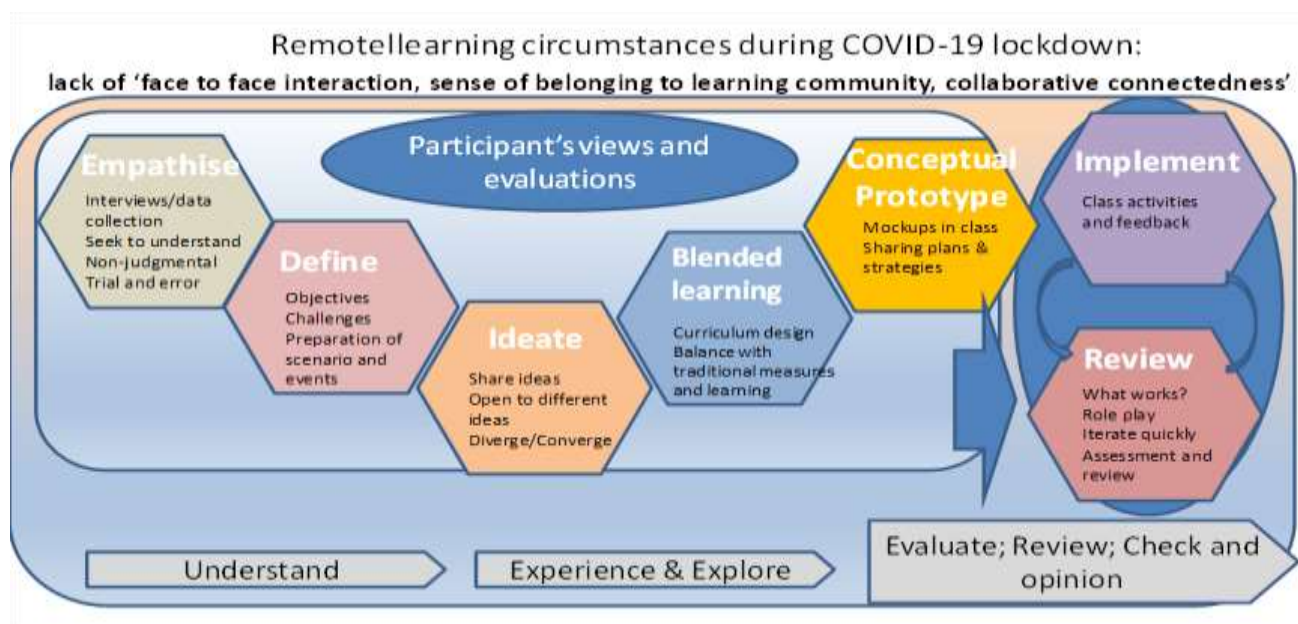 Remotellearning circumstances during COVID-19 lockdown:
lack of ‘face to face interaction, sense of belonging to learning community, collaborative connectedness’
Empathise
Interviews/data
collection
Seek to understand
Non-judgmental
Trial and error
Define
Objectives
Challenges
Preparation of
scenario and
events
Ideate
Share ideas
Open to different
ideas
Diverge/Converge
Participant’s views and
evaluations
Blended
learning
Curriculum design
Balance with
traditional measures
and learning
Conceptual
Prototype
Mockups in class
Sharing plans &
strategies
Implement
Class activities
and feedback
Review
What works?
Role play
Iterate quickly
Assessment and
review
Understand
Experience & Explore
Evaluate; Review; Check and
opinion